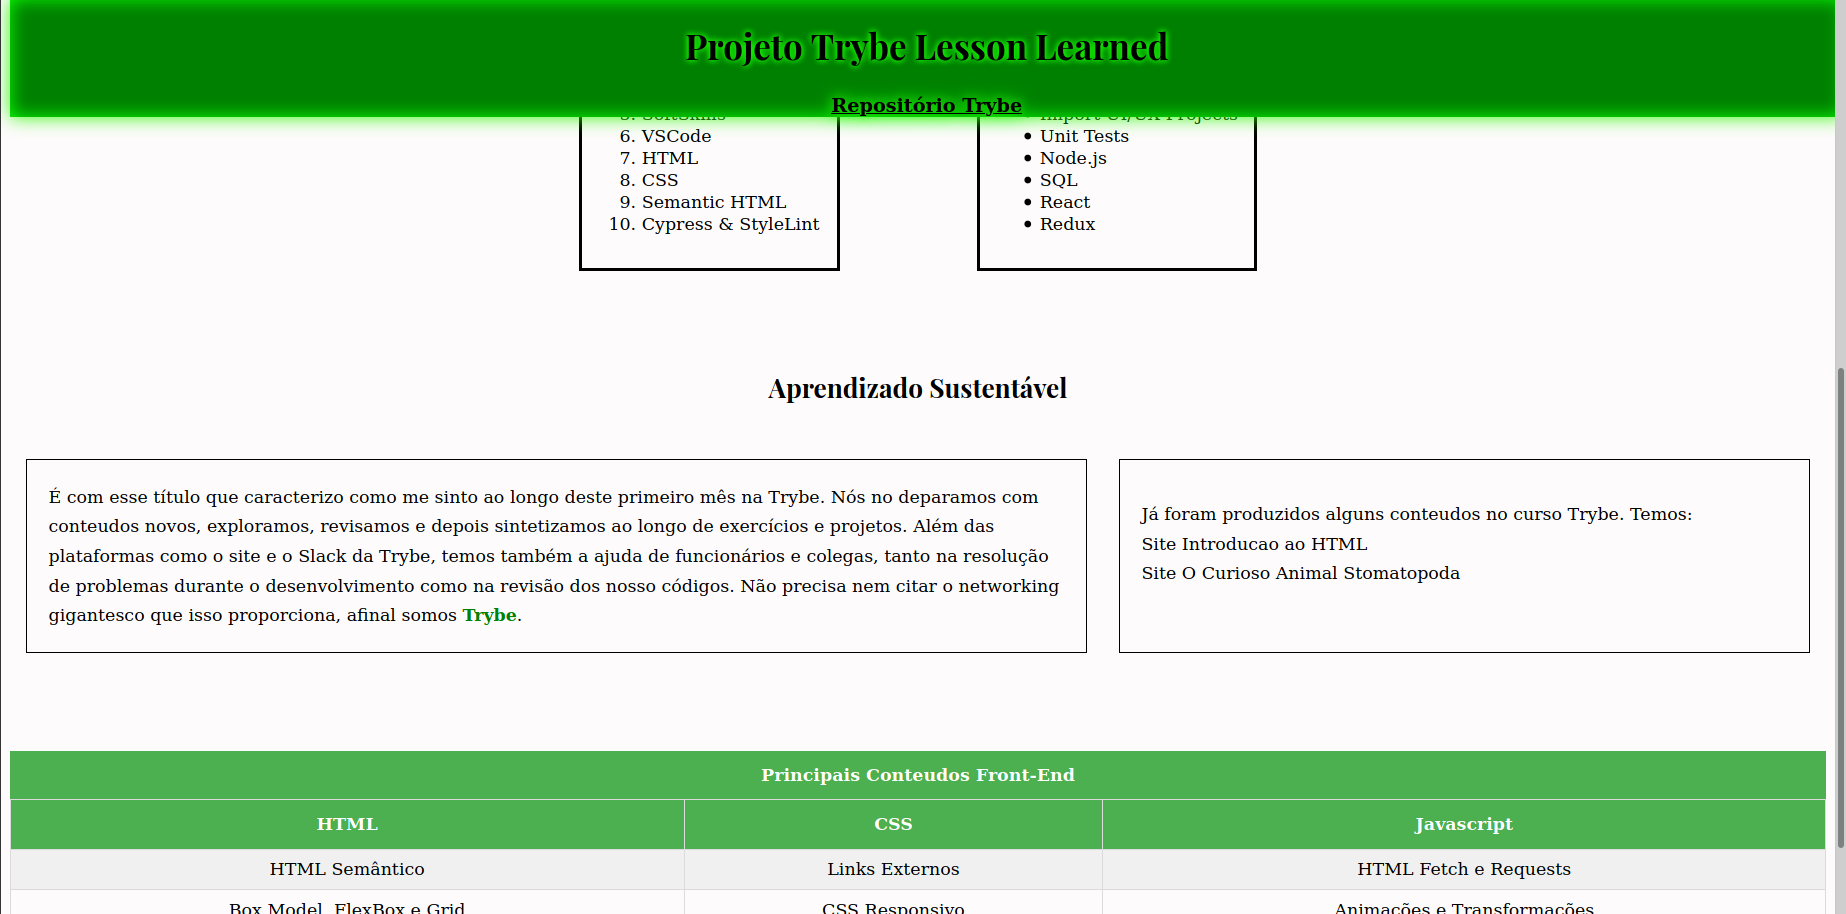 Projeto Trybe Lesson Learned
Repositório Trybe
5. SoftSkills
6. VSCode
7. HTML
8. CSS
9. Semantic HTML
10. Cypress & StyleLint
Import UI/UX Projects
Unit Tests
Node.js
SQL
React
Redux
Aprendizado Sustentável
É com esse título que caracterizo como me sinto ao longo deste primeiro mês na Trybe. Nós no deparamos com
conteudos novos, exploramos, revisamos e depois sintetizamos ao longo de exercícios e projetos. Além das
plataformas como o site e o Slack da Trybe, temos também a ajuda de funcionários e colegas, tanto na resolução
de problemas durante o desenvolvimento como na revisão dos nosso códigos. Não precisa nem citar o networking
gigantesco que isso proporciona, afinal somos Trybe.
Já foram produzidos alguns conteudos no curso Trybe. Temos:
Site Introducao ao HTML
Site O Curioso Animal Stomatopoda
Principais Conteudos Front-End
HTML CSS Javascript
HTML Semântico Links Externos HTML Fetch e Requests
Box Model, FlexBox e Grid CSS Responsivo Animações e Transformações